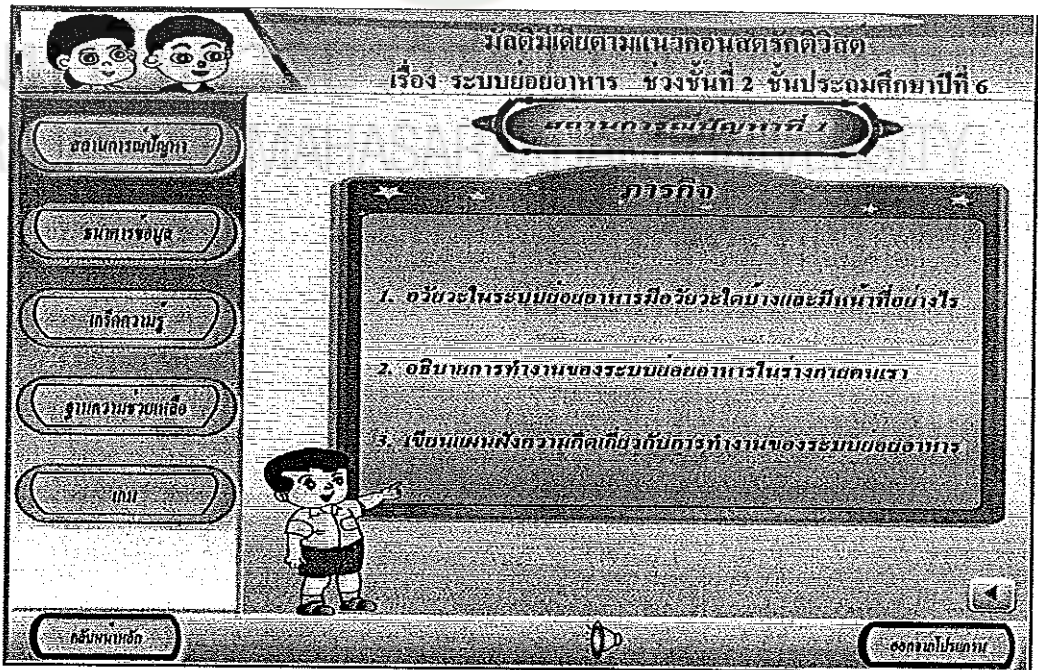 มัลติมีเดียตามแนวคอนสตรัคติวิสต์
เรื่อง ระบบย่อยอาหาร ช่วงชั้นที่ 2 ชั้นประถมศึกษาปีที่ 6
สถานการณ์ปัญหาที่ 1
สถานการณ์ปัญหา
ธนาคารข้อมูล
เกร็ดความรู้
ฐานความช่วยเหลือ
เกม
ภารกิจ
1. อวัยวะในระบบย่อยอาหารมีอวัยวะใดบ้างและมีหน้าที่อย่างไร
2. อธิบายการทำงานของระบบย่อยอาหารในร่างกายคนเรา
3. เขียนแผนผังความคิดเกี่ยวกับการทำงานของระบบย่อยอาหาร
กลับหน้าหลัก
ออกจากโปรแกรม